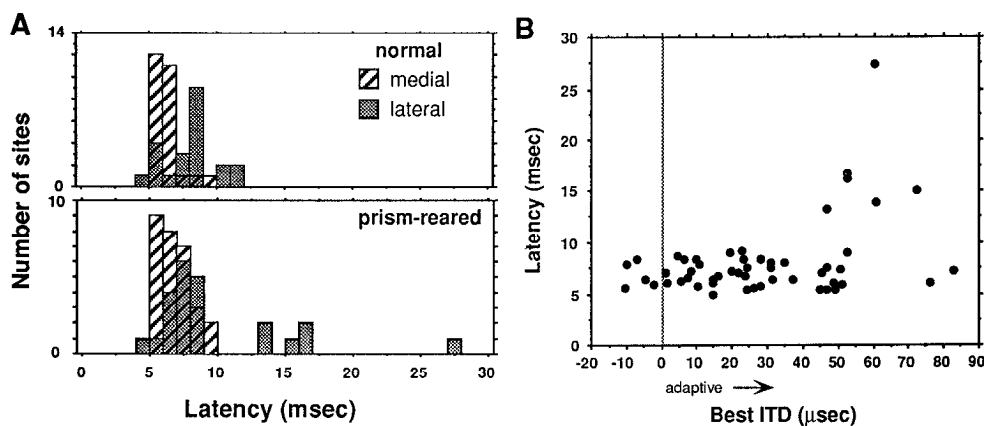 A
14
0
normal
medial
lateral
10
0
prism-reared
0 5 10 15 20 25 30
Number of sites
Latency (msec)
B
30
25
20
15
10
5
0
-20 -10 0 10 20 30 40 50 60 70 80 90
adaptive
Latency (msec)
Best ITD (μsec)